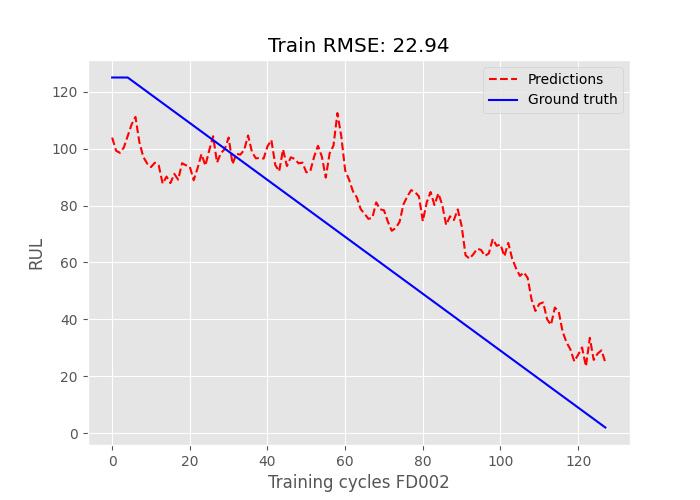 Train RMSE: 22.94
Predictions
Ground truth
RUL
120
100
80
60
40
20
0
0 20 40 60 80 100 120
Training cycles FD002